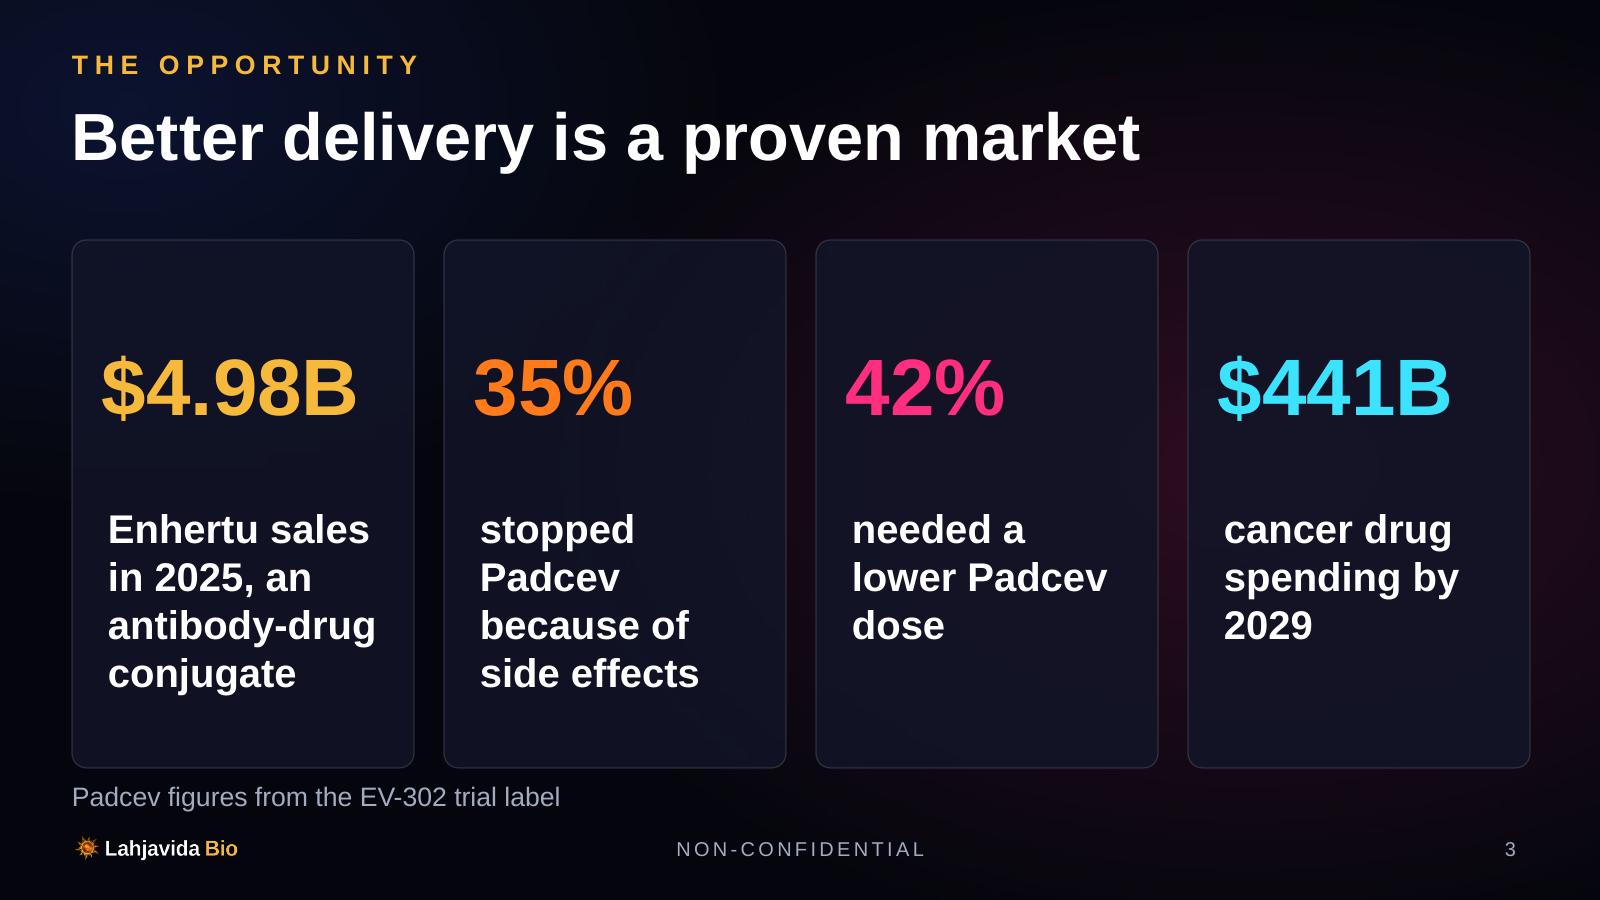 THE OPPORTUNITY
Better delivery is a proven market
$4.98B
Enhertu sales
in 2025, an
antibody-drug
conjugate
35%
stopped
Padcev
because of
side effects
42%
needed a
lower Padcev
dose
$441B
cancer drug
spending by
2029
Padcev figures from the EV-302 trial label
Lahjavida Bio
NON-CONFIDENTIAL
3